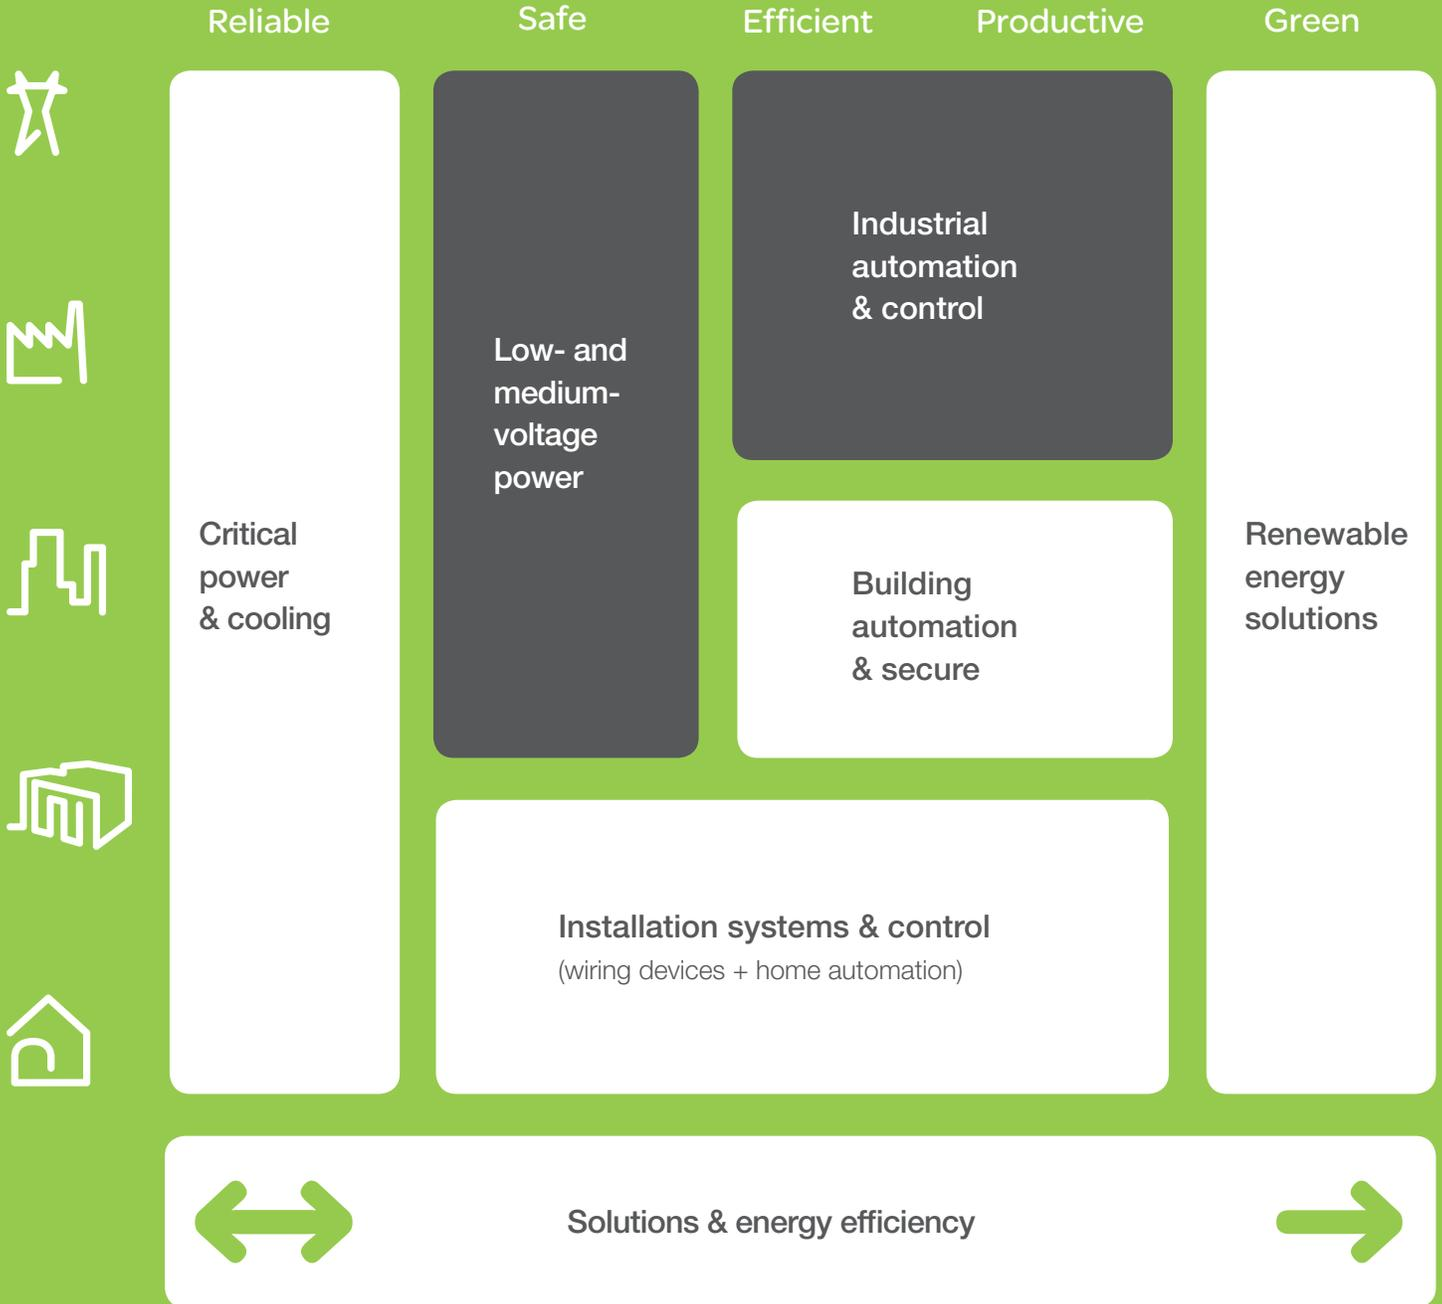 Reliable
Safe
Efficient
Productive
Green
Industrial
automation
& control
Low- and
medium-
voltage
power
Critical
power
& cooling
Building
automation
& secure
Renewable
energy
solutions
Installation systems & control
(wiring devices + home automation)
Solutions & energy efficiency